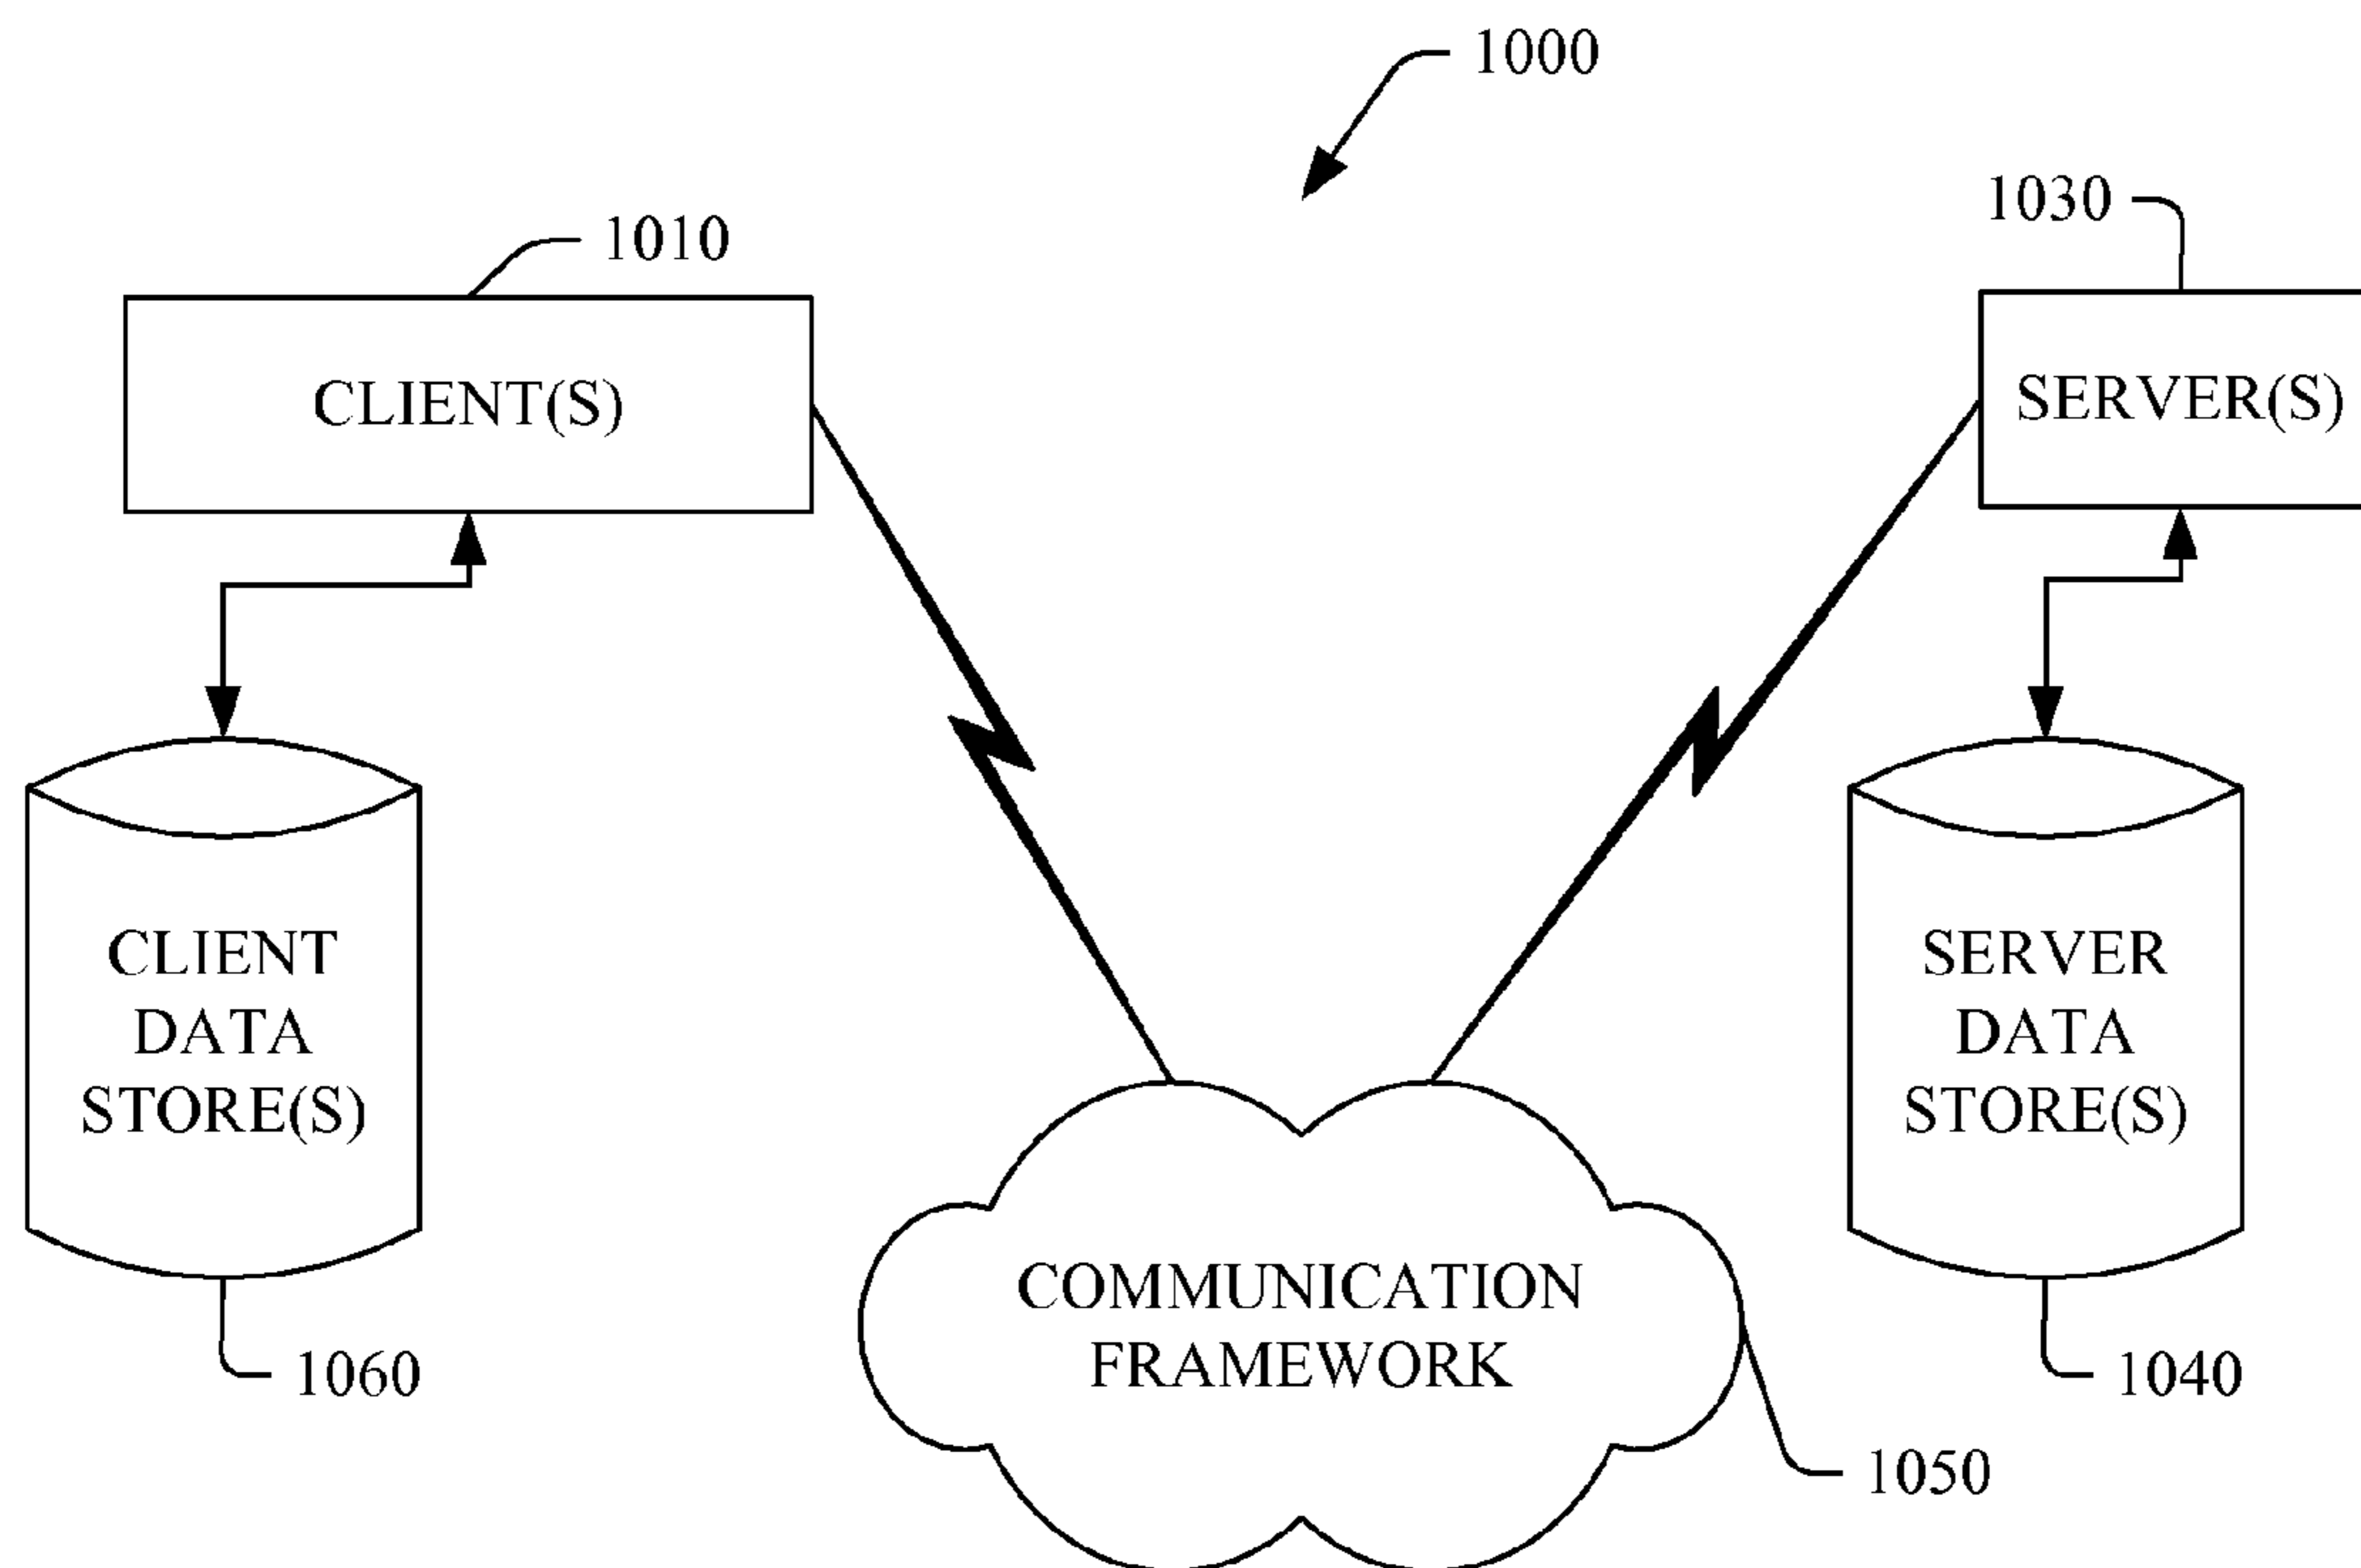 1000
1010
1030
CLIENT(S)
SERVER(S)
CLIENT
DATA
STORE(S)
SERVER
DATA
STORE(S)
COMMUNICATION
FRAMEWORK
1060
1040
1050